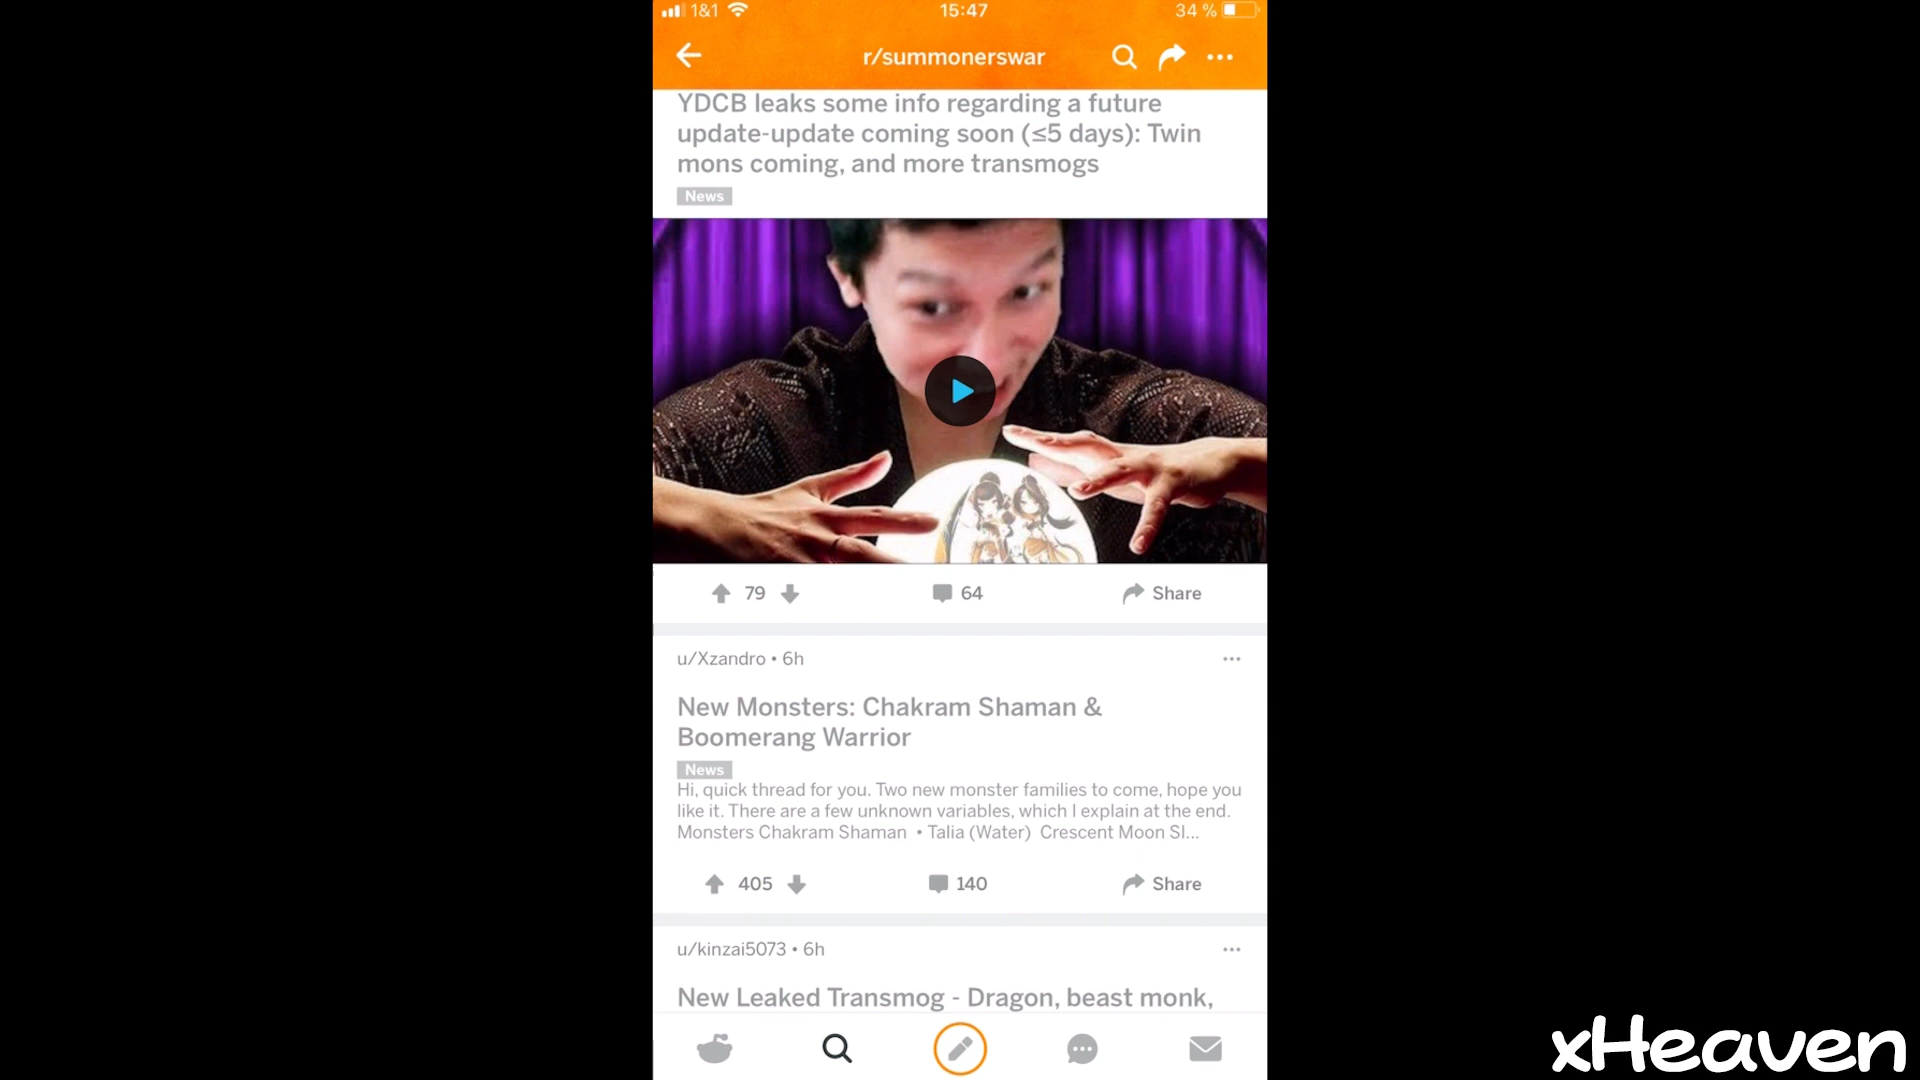 1&1
15:47
34 %
r/summonerswar
YDCB leaks some info regarding a future
update-update coming soon (≤5 days): Twin
mons coming, and more transmogs
News
79
64
Share
u/Xzandro • 6h
New Monsters: Chakram Shaman &
Boomerang Warrior
News
Hi, quick thread for you. Two new monster families to come, hope you
like it. There are a few unknown variables, which I explain at the end.
Monsters Chakram Shaman • Talia (Water) Crescent Moon Sl...
405
140
Share
u/kinzai5073 • 6h
New Leaked Transmog - Dragon, beast monk,
xHeaven